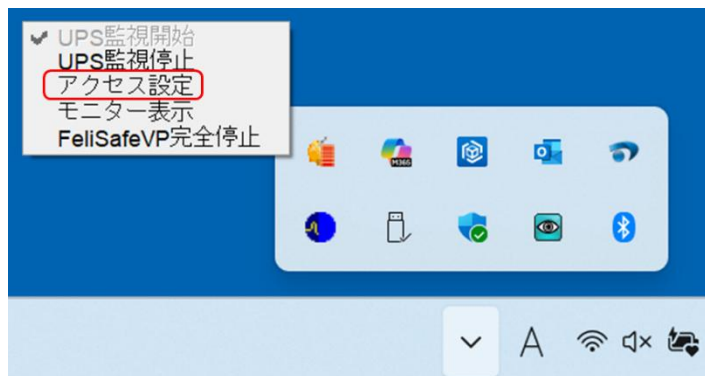 UPS監視開始
UPS監視停止
アクセス設定
モニター表示
FeliSafeVP完全停止
M365
A